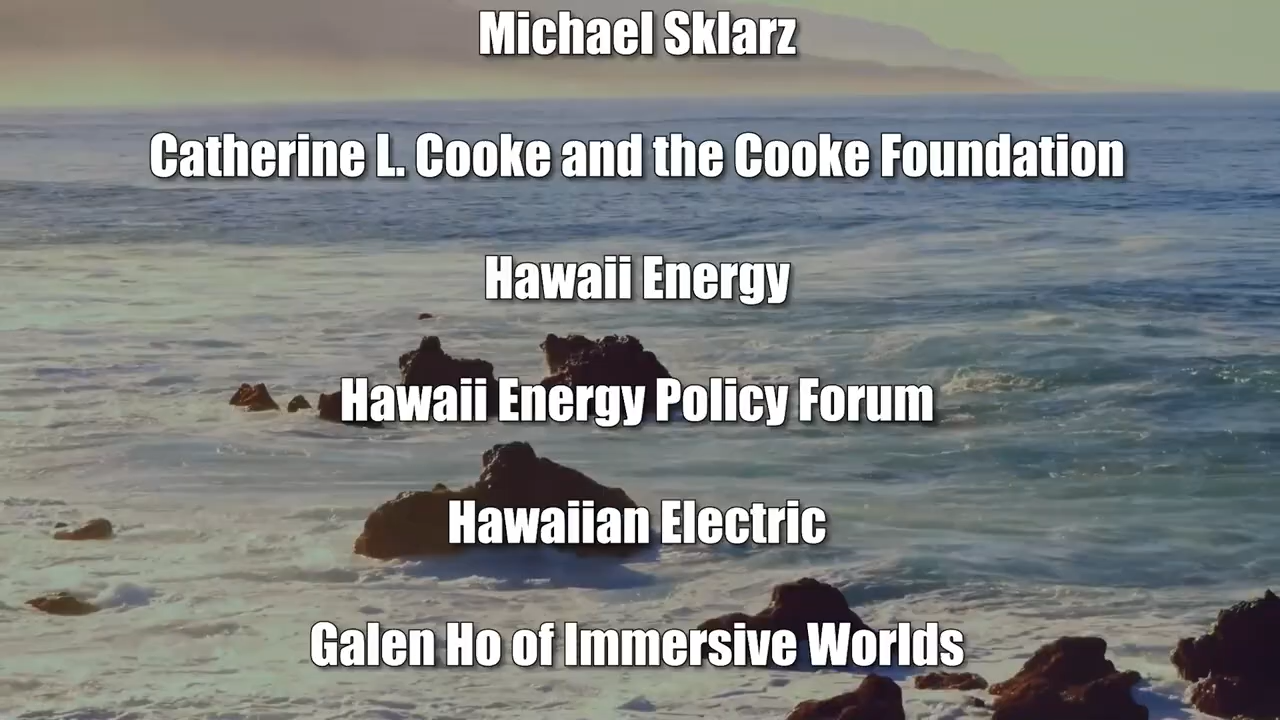 Michael Sklarz
Catherine L. Cooke and the Cooke Foundation
Hawaii Energy
Hawaii Energy Policy Forum
Hawaiian Electric
Galen Ho of Immersive Worlds